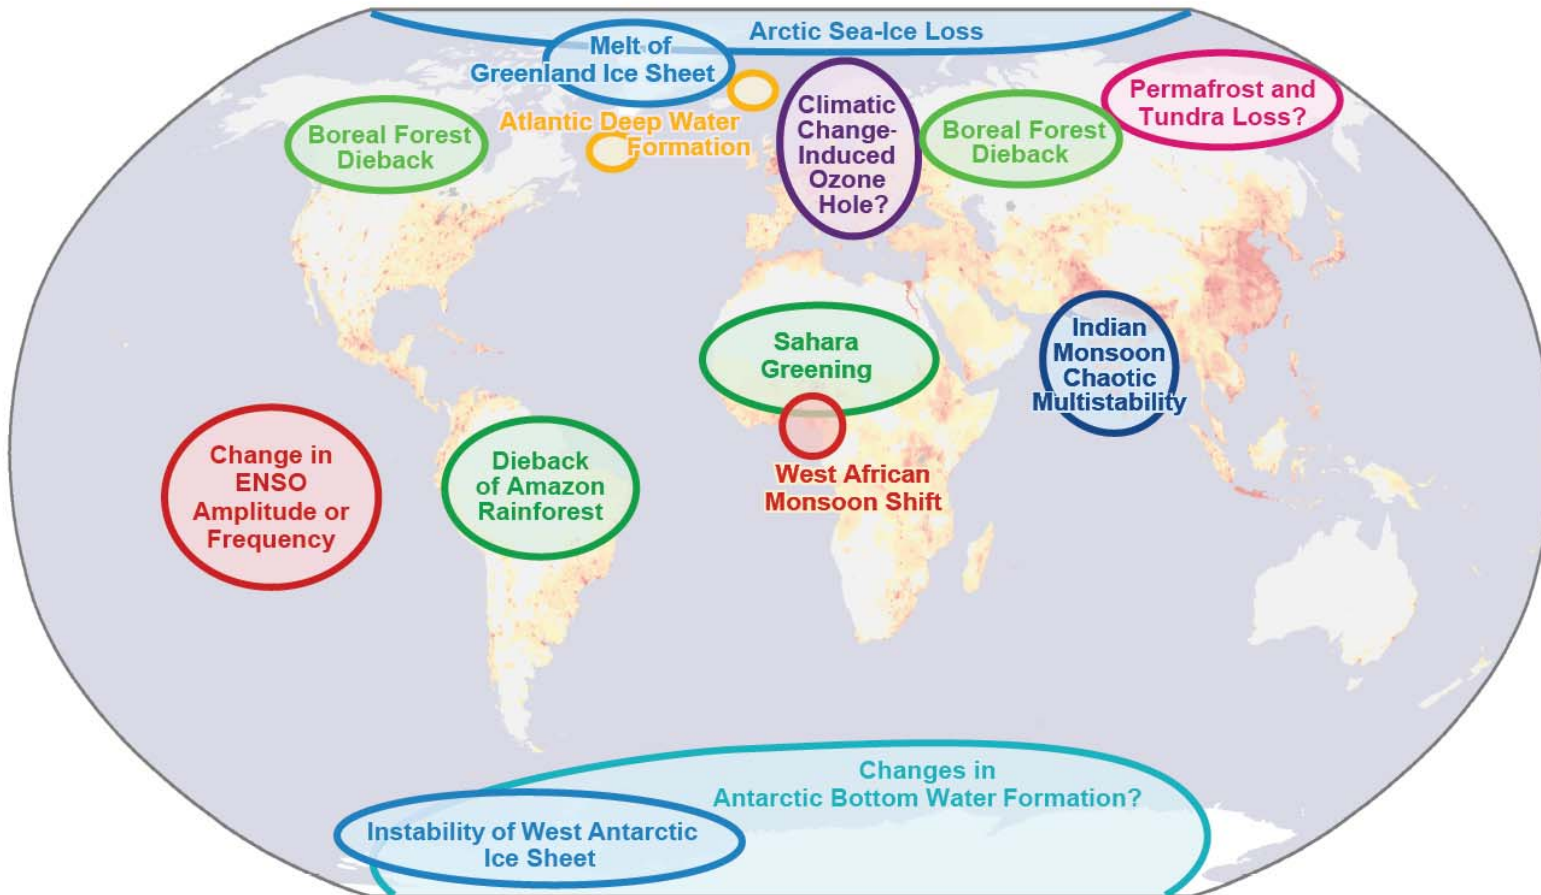 Arctic Sea-Ice Loss
Melt of
Greenland Ice Sheet
Atlantic Deep Water
Formation
Climatic
Change-
Induced
Ozone
Hole?
Boreal Forest
Dieback
Boreal Forest
Dieback
Permafrost and
Tundra Loss?
Sahara
Greening
Indian
Monsoon
Chaotic
Multistability
Change in
ENSO
Amplitude or
Frequency
Dieback
of Amazon
Rainforest
West African
Monsoon Shift
Changes in
Antarctic Bottom Water Formation?
Instability of West Antarctic
Ice Sheet